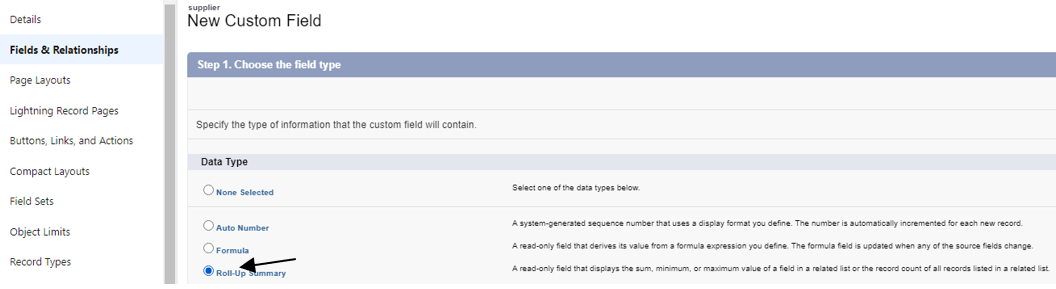 supplier
New Custom Field
Details
Fields & Relationships
Page Layouts
Lightning Record Pages
Buttons, Links, and Actions
Compact Layouts
Field Sets
Object Limits
Record Types
Step 1. Choose the field type
Specify the type of information that the custom field will contain.
Data Type
None Selected Select one of the data types below.
Auto Number A system-generated sequence number that uses a display format you define. The number is automatically incremented for each new record.
Formula A read-only field that derives its value from a formula expression you define. The formula field is updated when any of the source fields change.
Roll-Up Summary A read-only field that displays the sum, minimum, or maximum value of a field in a related list or the record count of all records listed in a related list.